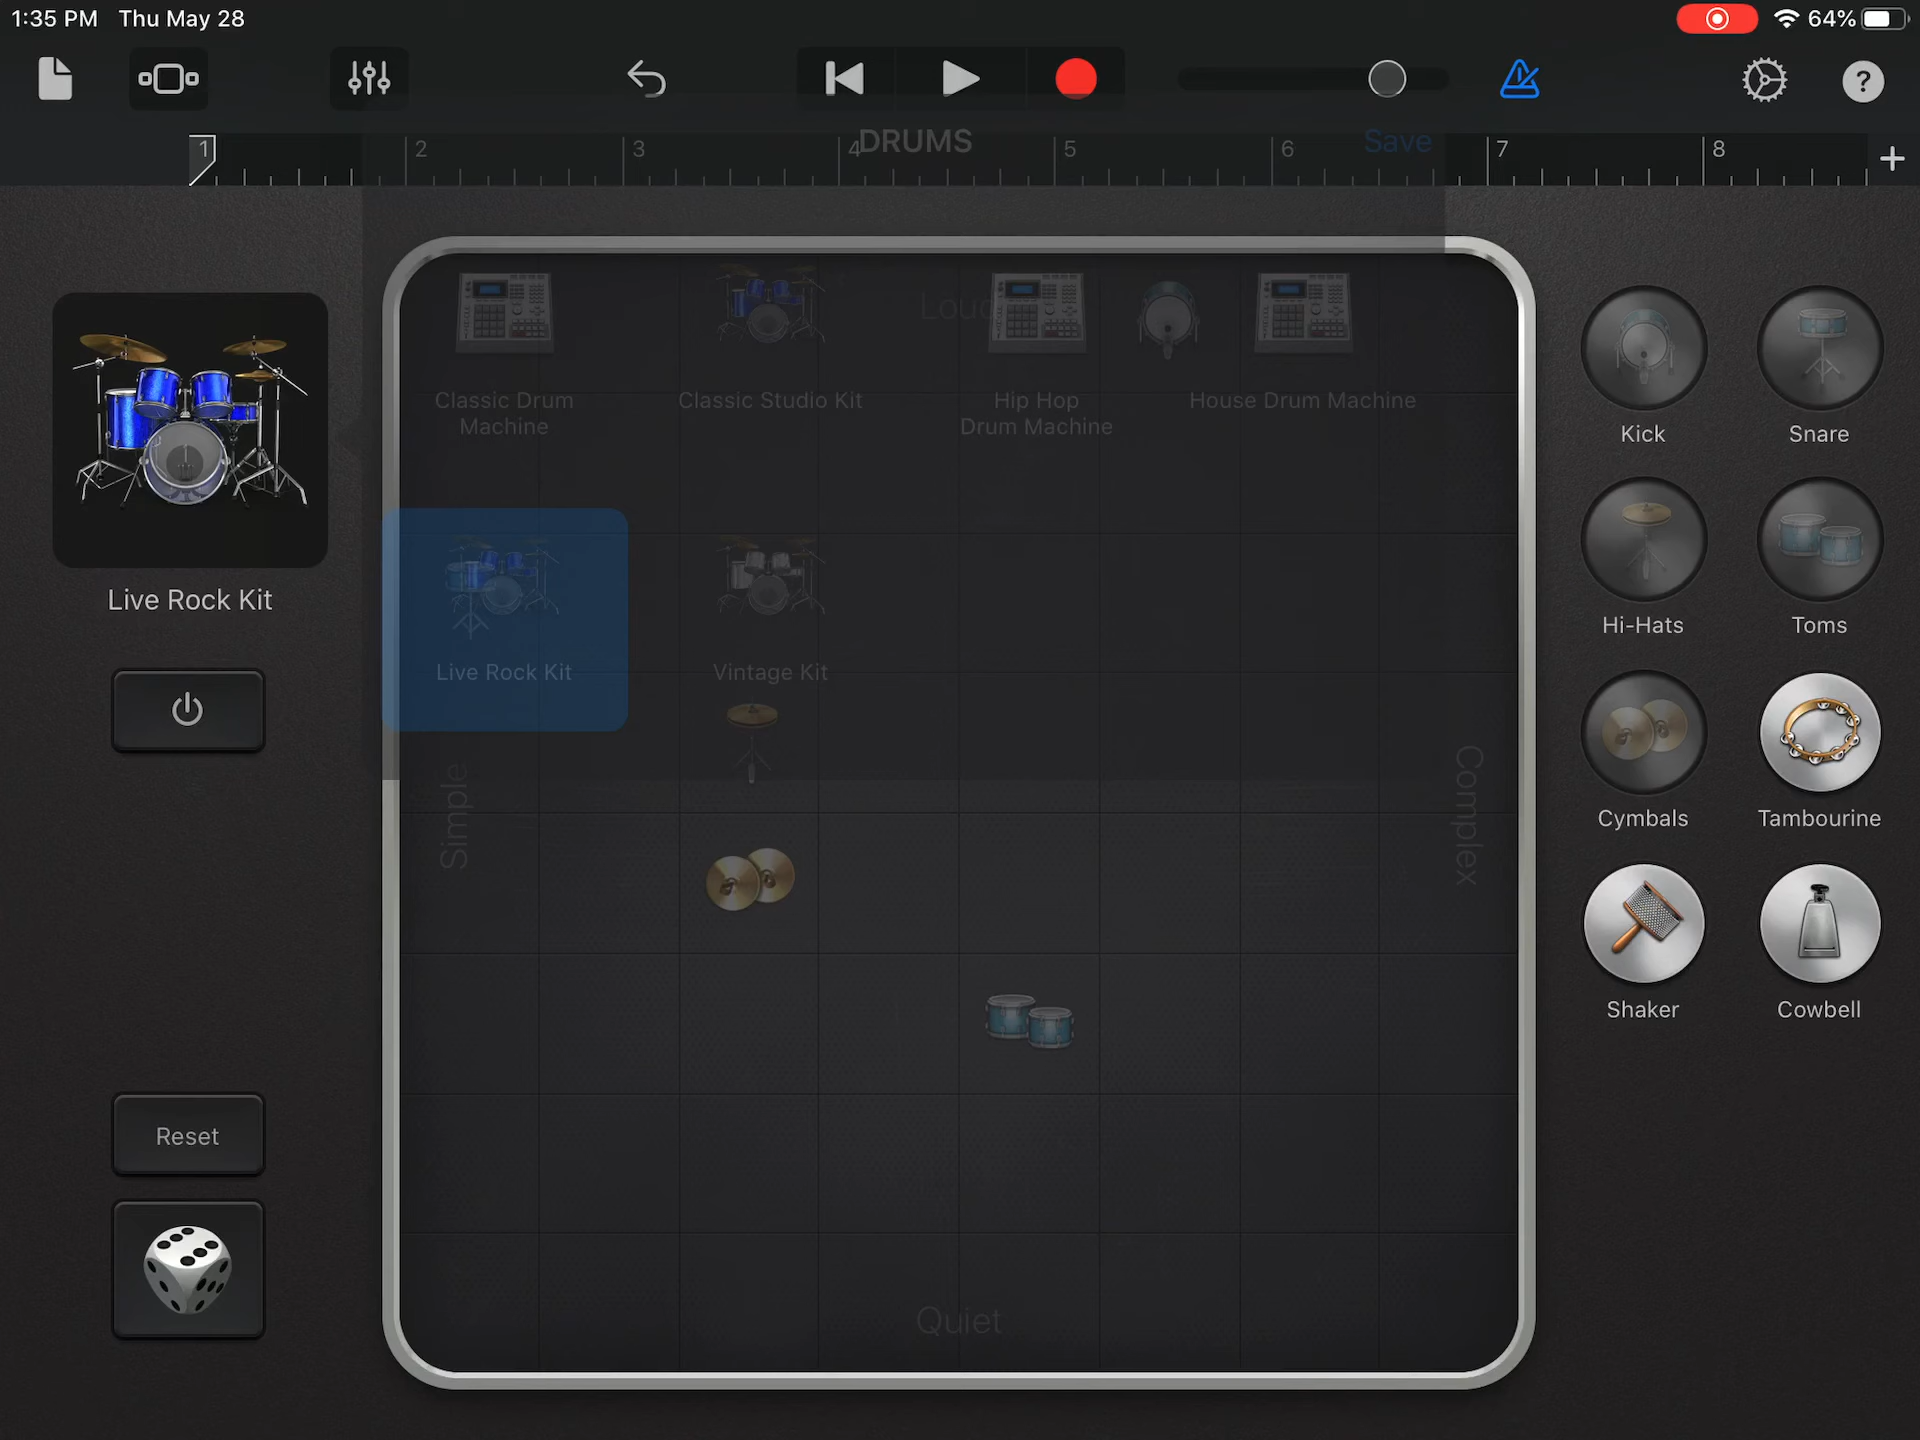 1:35 PM Thu May 28
64%
?
1 2 3 4 5 6 7 8 +
DRUMS
Save
Loud
Classic Drum
Machine
Classic Studio Kit
Hip Hop
Drum Machine
House Drum Machine
Live Rock Kit
Vintage Kit
Live Rock Kit
Simple
Complex
Quiet
Reset
Kick
Snare
Hi-Hats
Toms
Cymbals
Tambourine
Shaker
Cowbell